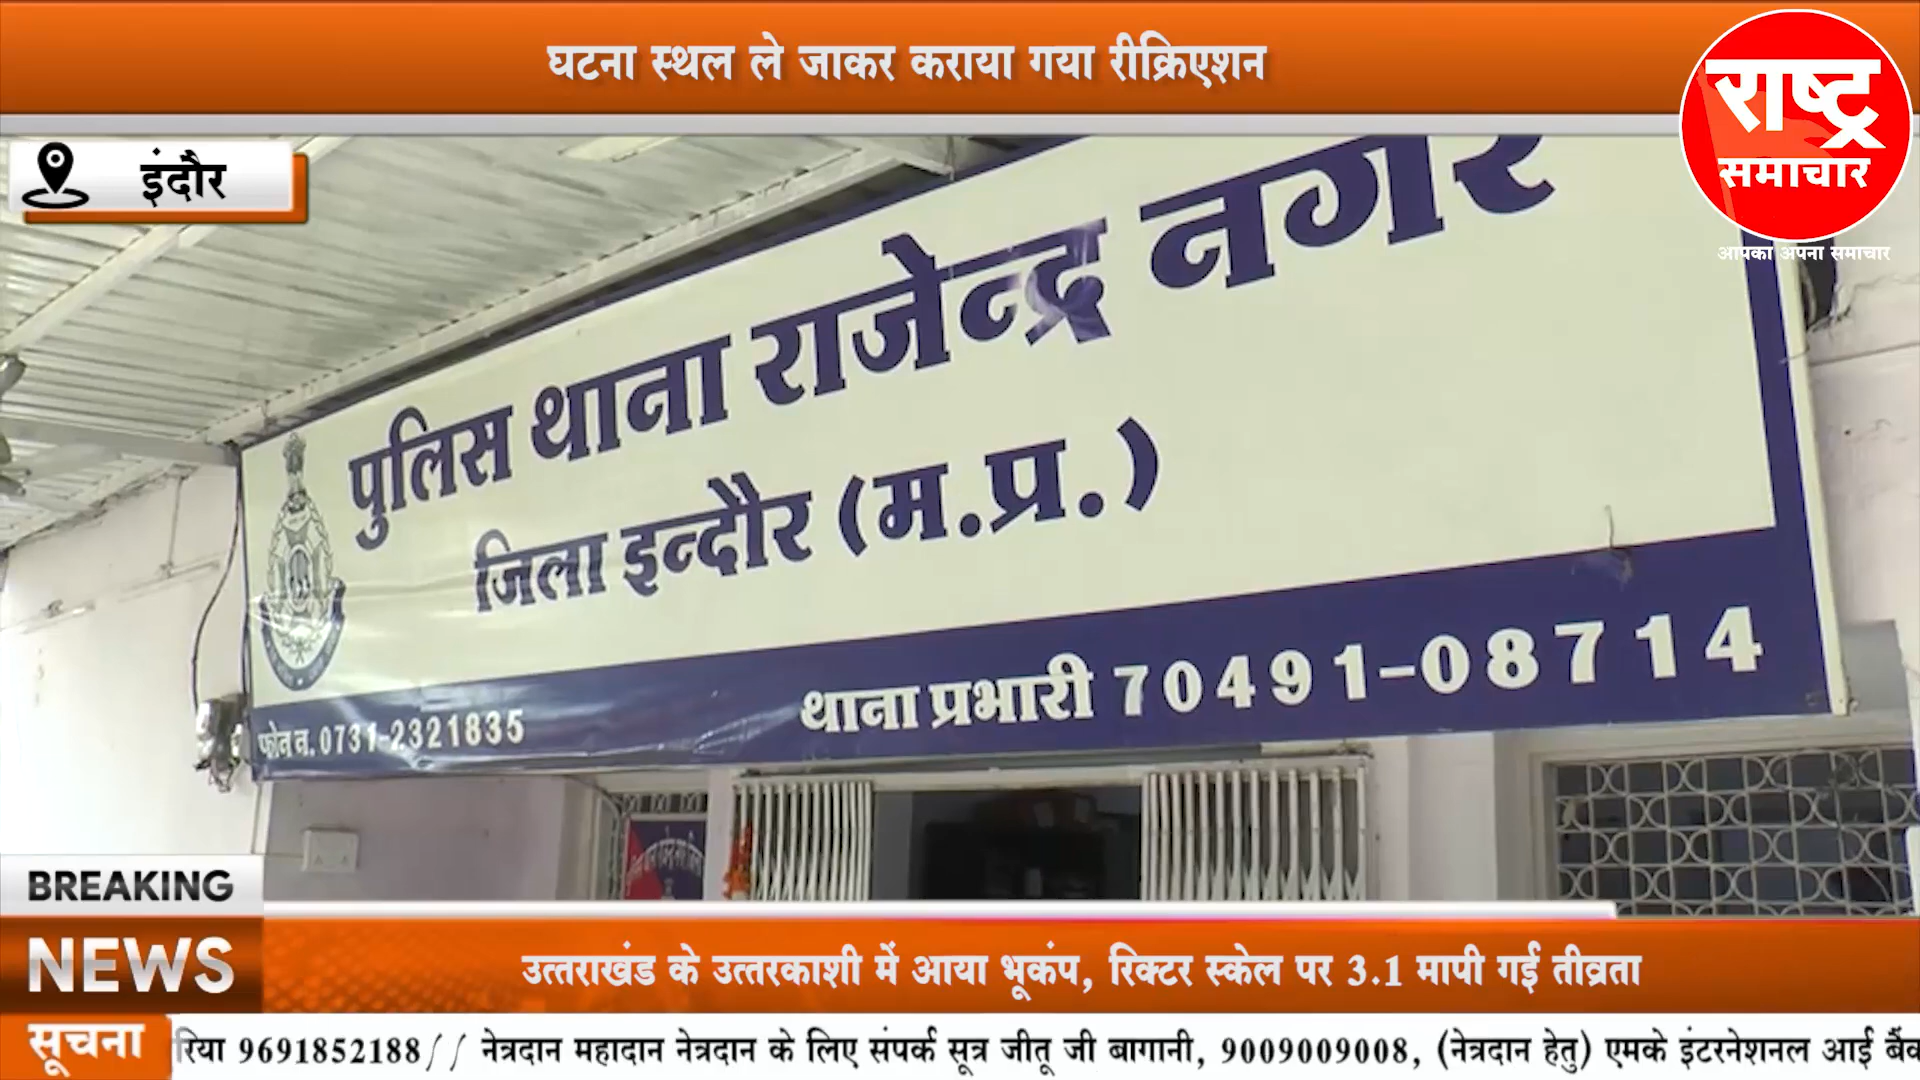 घटना स्थल ले जाकर कराया गया रीक्रिएशन
राष्ट्र
समाचार
आपका अपना समाचार
इंदौर
पुलिस थाना राजेन्द्र नगर
जिला इन्दौर (म.प्र.)
फोन न. 0731-2321835
थाना प्रभारी 70491-08714
BREAKING
NEWS
उत्तराखंड के उत्तरकाशी में आया भूकंप, रिक्टर स्केल पर 3.1 मापी गई तीव्रता
सूचना
रिया 9691852188// नेत्रदान महादान नेत्रदान के लिए संपर्क सूत्र जीतू जी बागानी, 9009009008, (नेत्रदान हेतु) एमके इंटरनेशनल आई बैंक